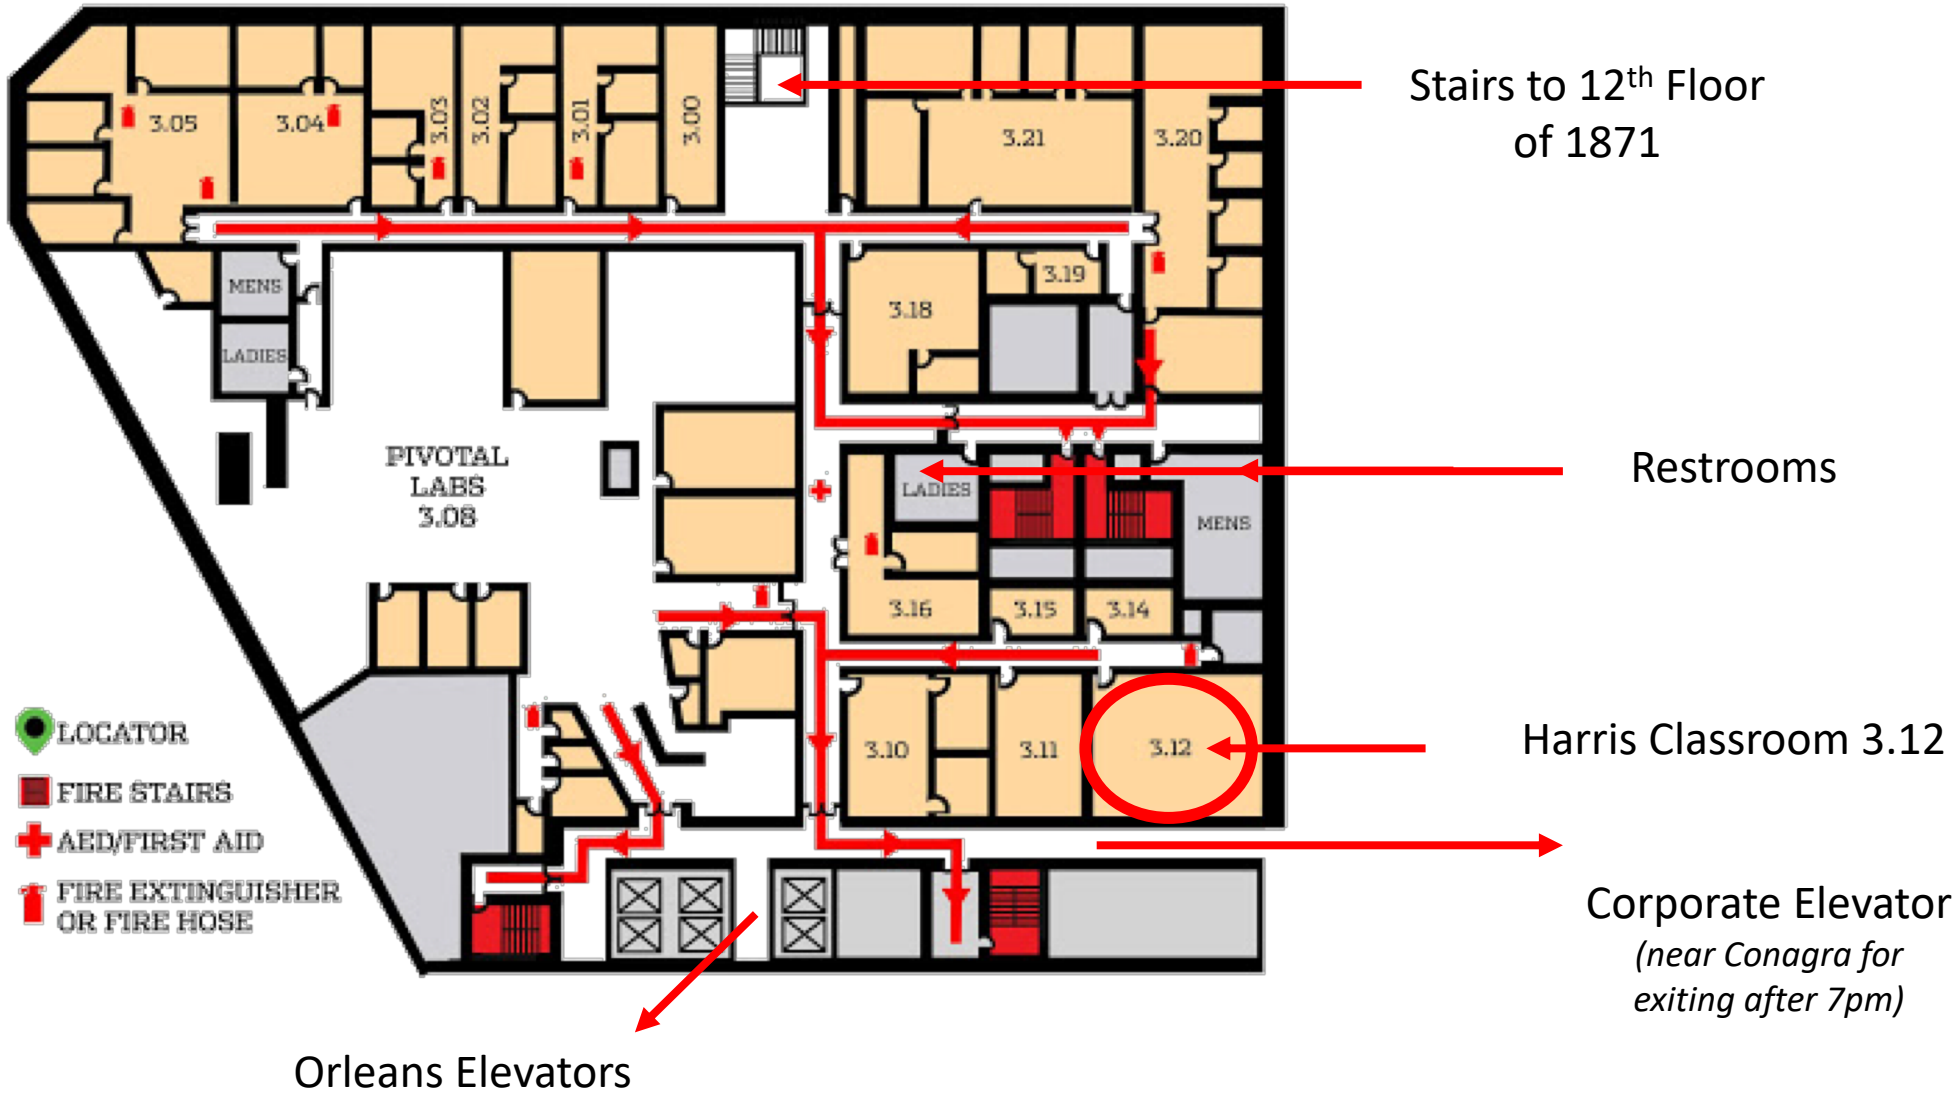 Stairs to 12th Floor
of 1871
3.05
3.04
3.03
3.02
3.01
3.00
3.21
3.20
3.19
3.18
MENS
LADIES
PIVOTAL
LABS
3.08
Restrooms
LADIES
MENS
3.16
3.15
3.14
3.10
3.11
3.12
Harris Classroom 3.12
LOCATOR
FIRE STAIRS
AED/FIRST AID
FIRE EXTINGUISHER
OR FIRE HOSE
Corporate Elevator
(near Conagra for
exiting after 7pm)
Orleans Elevators